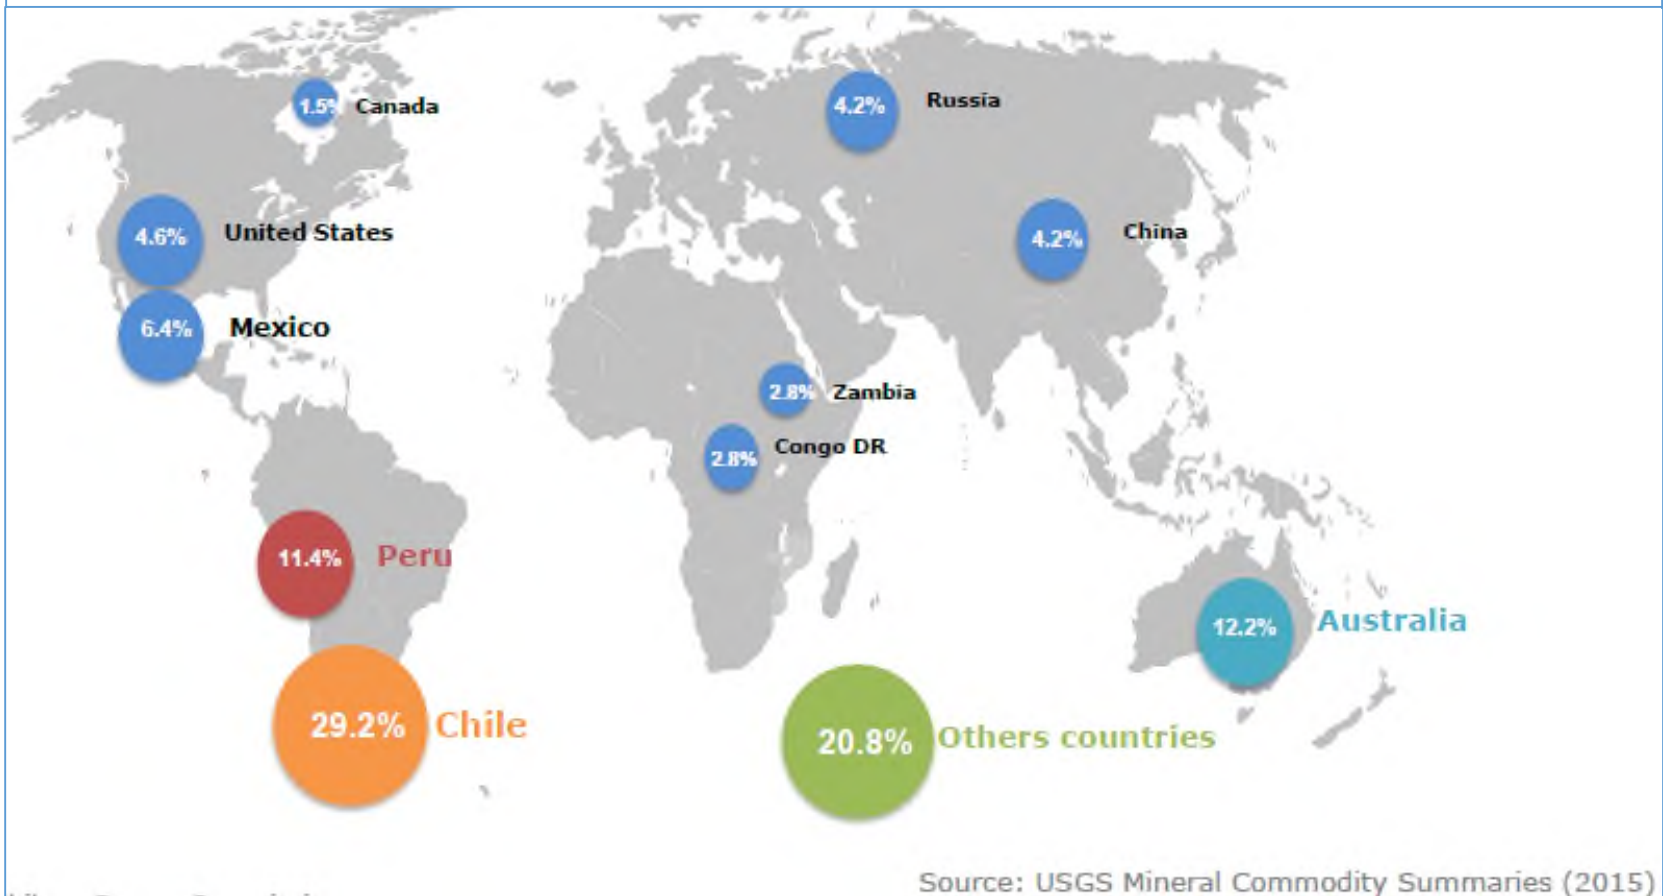 1.5% Canada
4.2% Russia
4.6% United States
4.2% China
6.4% Mexico
2.8% Zambia
2.8% Congo DR
11.4% Peru
12.2% Australia
29.2% Chile
20.8% Others countries
Source: USGS Mineral Commodity Summaries (2015)